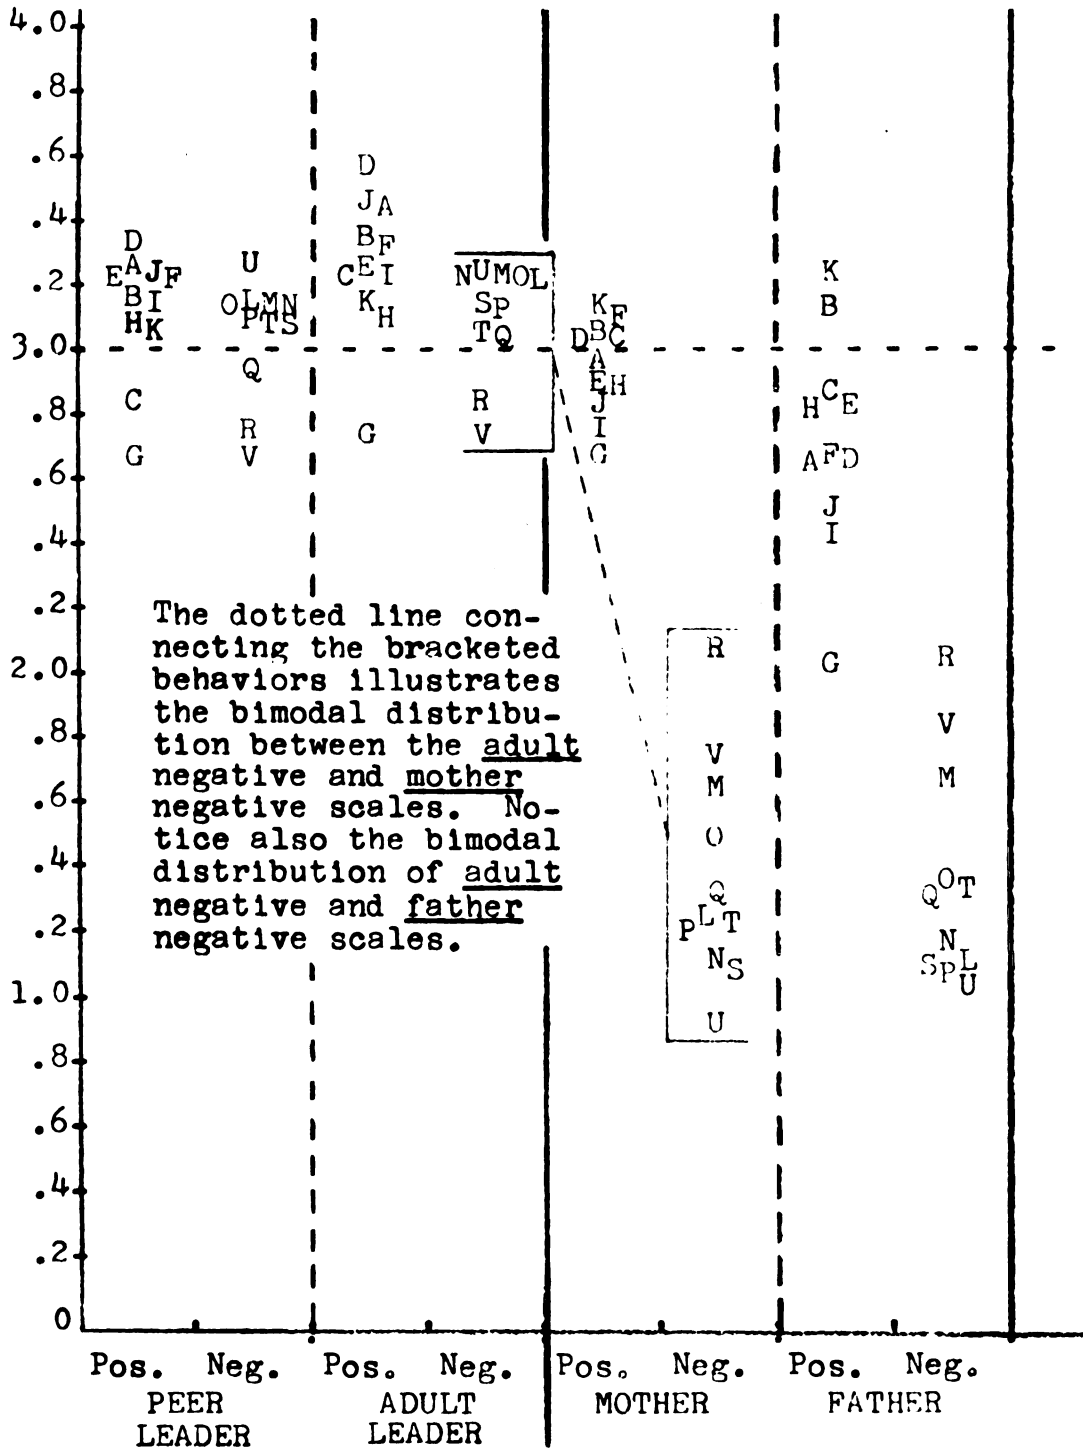 4.0
.8
.6
D
.4
J A
D
B F
U
K
E A J F
C E I
N U M O L
.2
B I
O L M N
K H
S P
K F
B
H K
P T S
T Q
D B C
3.0
Q
A
E H
C
R
J
H C E
.8
R
V
G
V
I
G
G
A F D
.6
J
I
.4
.2
The dotted line con-
necting the bracketed
R
R
2.0
behaviors illustrates
G
the bimodal distribu-
V
.8
tion between the adult
V
negative and mother
M
M
.6
negative scales. No-
tice also the bimodal
O
.4
distribution of adult
Q
Q O T
negative and father
P L T
.2
negative scales.
N S
N
S P L
1.0
U
U
.8
.6
.4
.2
0
Pos. Neg. Pos. Neg. Pos. Neg. Pos. Neg.
PEER ADULT MOTHER FATHER
LEADER LEADER